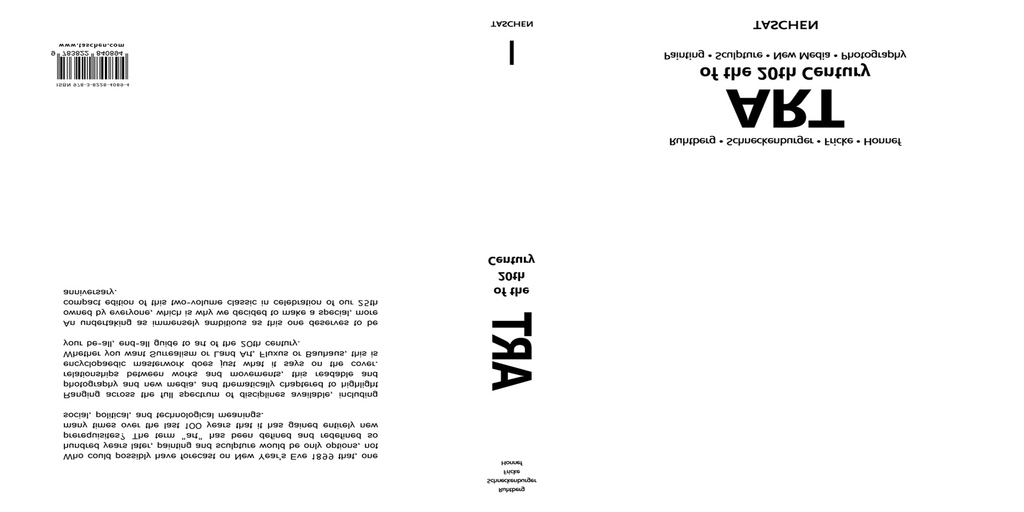 Who could possibly have forecast on New Year's Eve 1899 that, one
hundred years later, painting and sculpture would be only options, not
prerequisites? The term "art" has been defined and redefined so
many times over the last 100 years that it has gained entirely new
social, political, and technological meanings.
Ranging across the full spectrum of disciplines available, including
photography and new media, and thematically chaptered to highlight
relationships between works and movements, this readable and
encyclopaedic masterwork does just what it says on the cover.
Whether you want Surrealism or Land Art, Fluxus or Bauhaus, this is
your be-all, end-all guide to art of the 20th century.
An undertaking as immensely ambitious as this one deserves to be
owned by everyone, which is why we decided to make a special, more
compact edition of this two-volume classic in celebration of our 25th
anniversary.
ISBN 978-3-8228-4089-4
9 783822 840894
www.taschen.com
Ruhtberg
Schneckenburger
Fricke
Honnef
ART
of the
20th
Century
I
TASCHEN
Ruhtberg • Schneckenburger • Fricke • Honnef
ART
of the 20th Century
Painting • Sculpture • New Media • Photography
TASCHEN